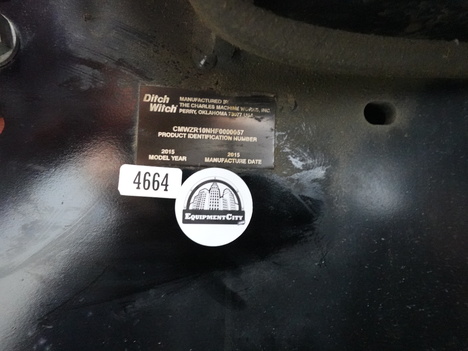 Ditch
Witch
MANUFACTURED BY
THE CHARLES MACHINE WORKS, INC
PERRY, OKLAHOMA 73077 USA
PRODUCT IDENTIFICATION NUMBER
2015
MODEL YEAR
2015
MANUFACTURE DATE
4664
EQUIPMENTCITY